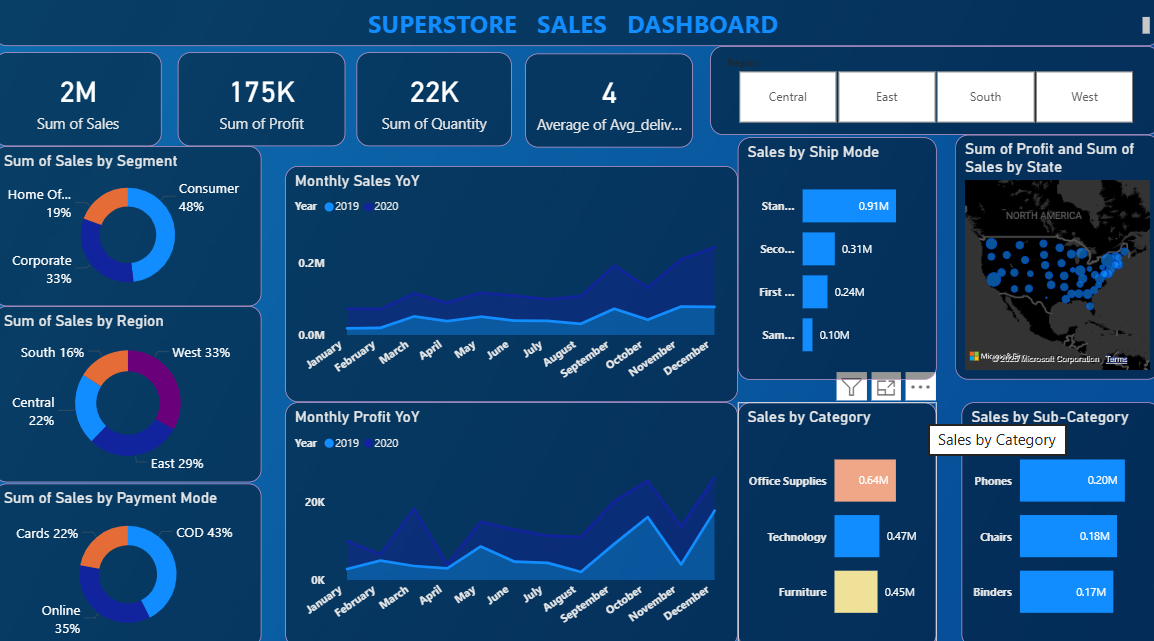 SUPERSTORE SALES DASHBOARD
2M
Sum of Sales
175K
Sum of Profit
22K
Sum of Quantity
4
Average of Avg_deliv...
Central
East
South
West
Sum of Sales by Segment
Home Of...
19%
Consumer
48%
Corporate
33%
Sum of Sales by Region
South 16%
West 33%
Central
22%
East 29%
Sum of Sales by Payment Mode
Cards 22%
COD 43%
Online
35%
Monthly Sales YoY
Year 2019 2020
0.2M
0.0M
January
February
March
April
May
June
July
August
September
October
November
December
Monthly Profit YoY
Year 2019 2020
20K
0K
January
February
March
April
May
June
July
August
September
October
November
December
Sales by Ship Mode
Stan... 0.91M
Seco... 0.31M
First ... 0.24M
Sam... 0.10M
Sum of Profit and Sum of
Sales by State
NORTH AMERICA
Microsoft Corporation Terms
Sales by Category
Sales by Category
Office Supplies 0.64M
Technology 0.47M
Furniture 0.45M
Sales by Sub-Category
Phones 0.20M
Chairs 0.18M
Binders 0.17M